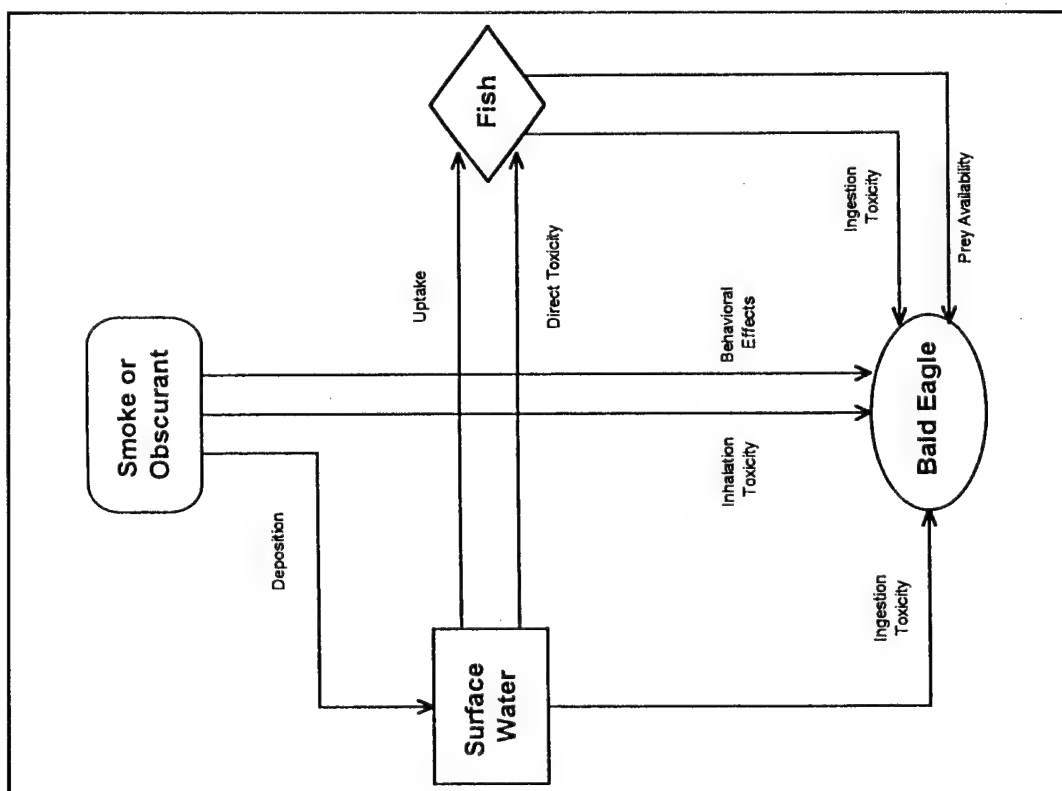 Smoke or
Obscurant
Deposition
Surface
Water
Uptake
Direct Toxicity
Fish
Inhalation
Toxicity
Behavioral
Effects
Ingestion
Toxicity
Prey Availability
Ingestion
Toxicity
Bald Eagle